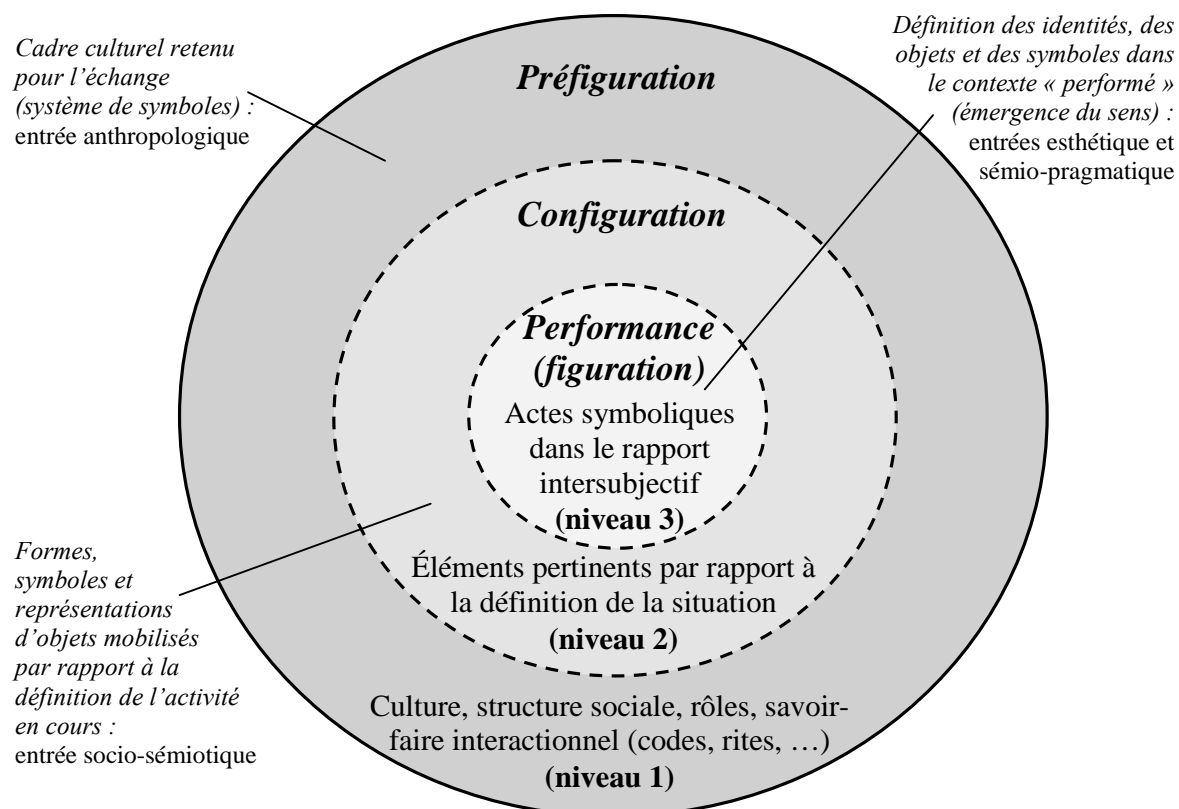 Cadre culturel retenu
pour l’échange
(système de symboles) :
entrée anthropologique
Préfiguration
Définition des identités, des
objets et des symboles dans
le contexte « performé »
(émergence du sens) :
entrées esthétique et
sémio-pragmatique
Configuration
Performance
(figuration)
Actes symboliques
dans le rapport
intersubjectif
(niveau 3)
Formes,
symboles et
représentations
d’objets mobilisés
par rapport à la
définition de l’activité
en cours :
entrée socio-sémiotique
Éléments pertinents par rapport à
la définition de la situation
(niveau 2)
Culture, structure sociale, rôles, savoir-
faire interactionnel (codes, rites, …)
(niveau 1)